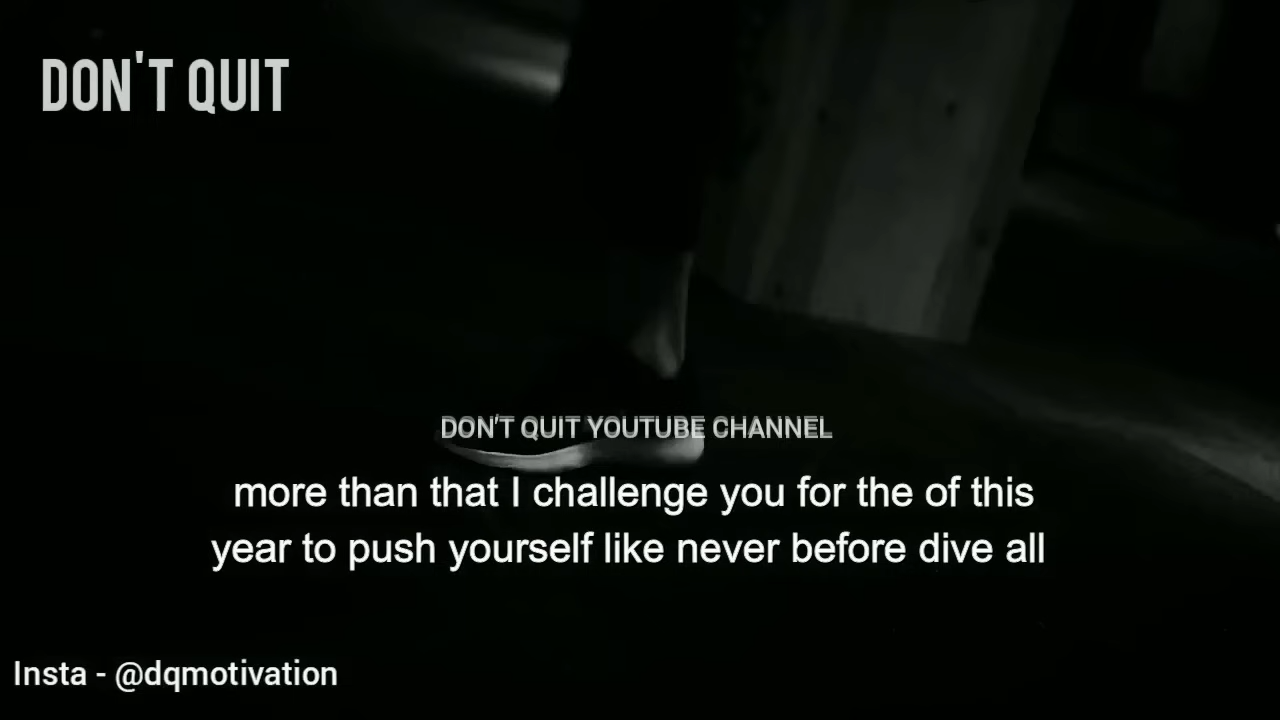 DON'T QUIT
DON'T QUIT YOUTUBE CHANNEL
more than that I challenge you for the of this
year to push yourself like never before dive all
Insta - @dqmotivation